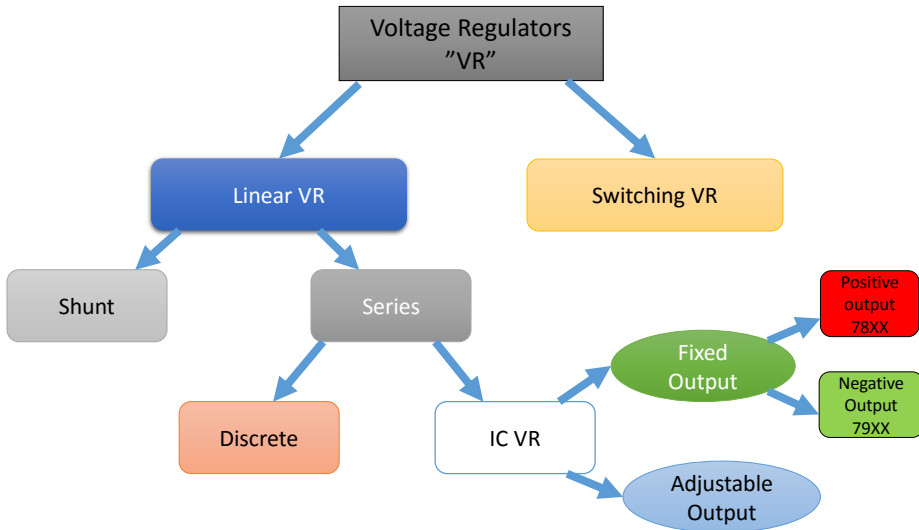 Voltage Regulators
”VR”
Linear VR
Switching VR
Shunt
Series
Positive
output
78XX
Fixed
Output
Negative
Output
79XX
Discrete
IC VR
Adjustable
Output